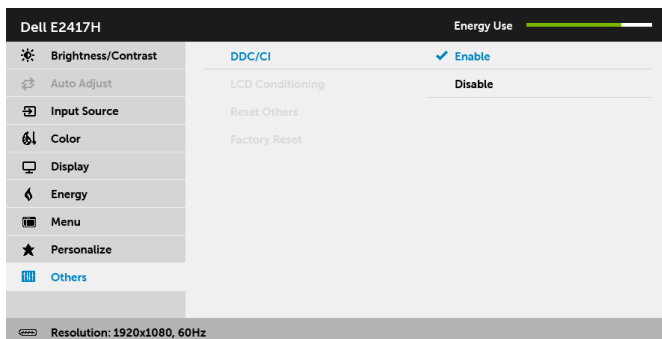 Dell E2417H
Energy Use
Brightness/Contrast
DDC/CI
Enable
Auto Adjust
LCD Conditioning
Disable
Input Source
Reset Others
Color
Factory Reset
Display
Energy
Menu
Personalize
Others
Resolution: 1920x1080, 60Hz